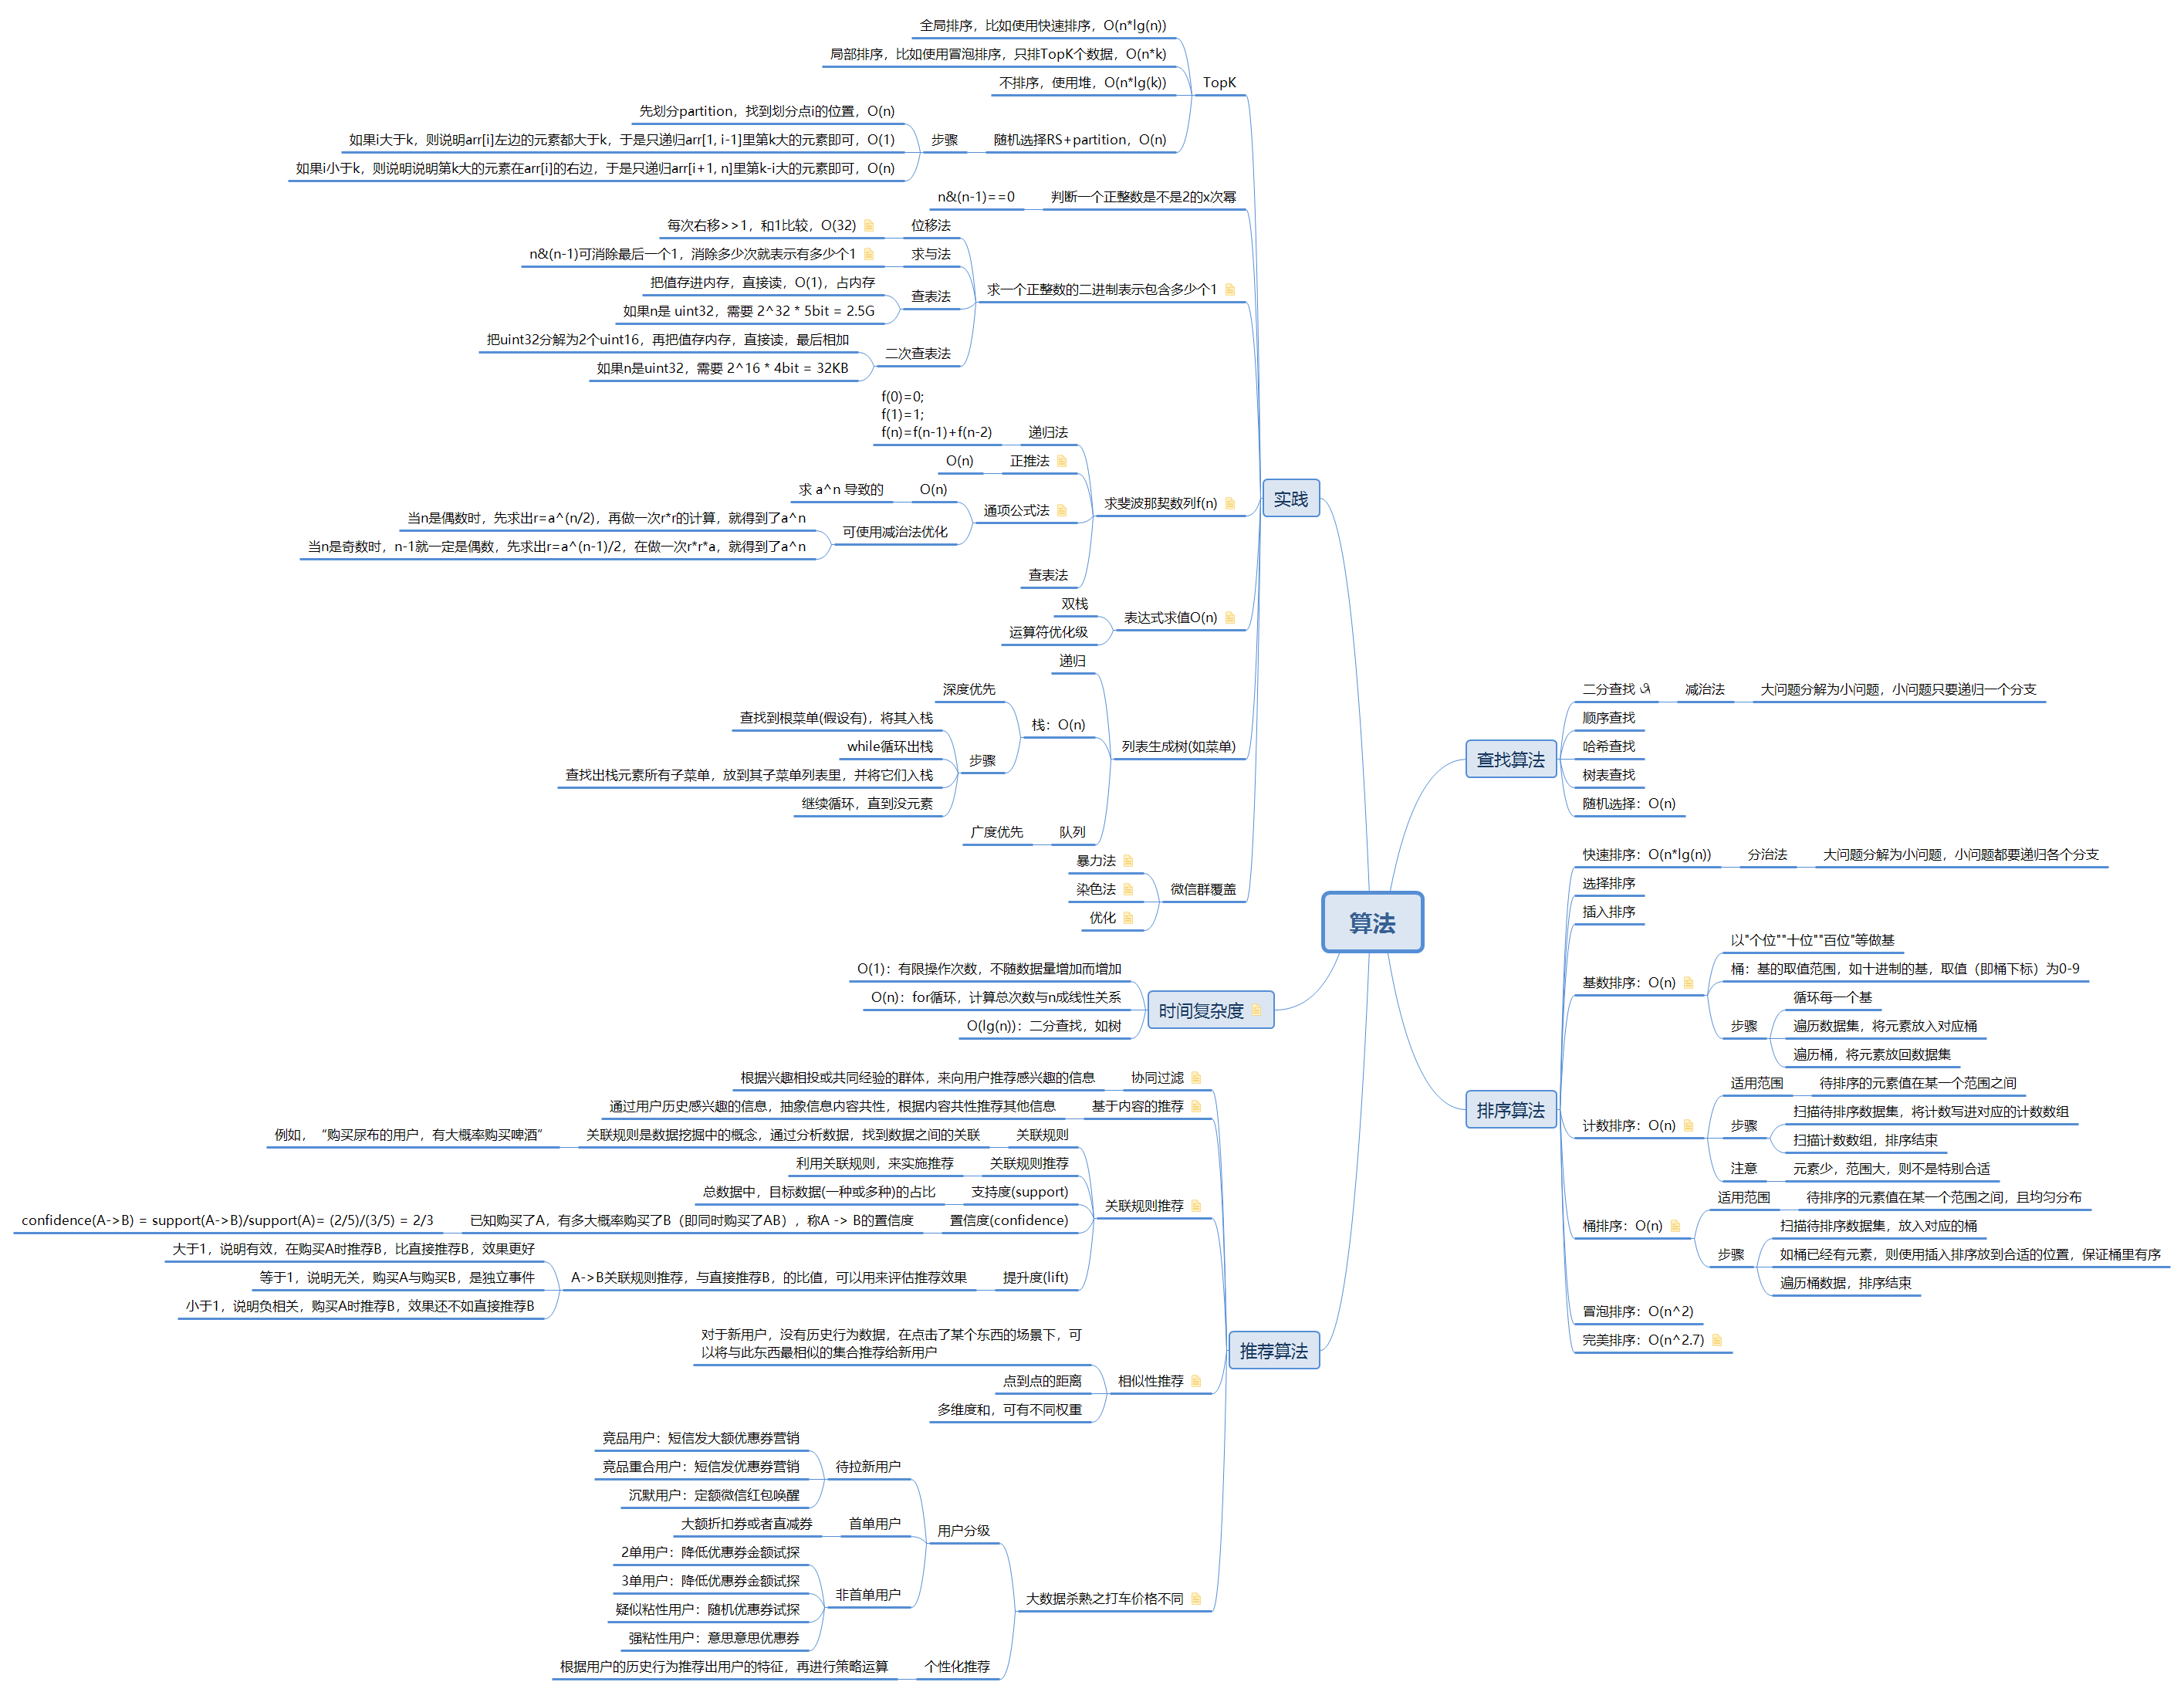 算法
查找算法
二分查找
减治法
大问题分解为小问题，小问题只要递归一个分支
顺序查找
哈希查找
树表查找
随机选择：O(n)
排序算法
快速排序：O(n*lg(n))
分治法
大问题分解为小问题，小问题都要递归各个分支
选择排序
插入排序
基数排序：O(n)
以"个位""十位""百位"等做基
桶：基的取值范围，如十进制的基，取值（即桶下标）为0-9
步骤
循环每一个基
遍历数据集，将元素放入对应桶
遍历桶，将元素放回数据集
计数排序：O(n)
适用范围
待排序的元素值在某一个范围之间
步骤
扫描待排序数据集，将计数写进对应的计数数组
扫描计数数组，排序结束
注意
元素少，范围大，则不是特别合适
桶排序：O(n)
适用范围
待排序的元素值在某一个范围之间，且均匀分布
步骤
扫描待排序数据集，放入对应的桶
如桶已经有元素，则使用插入排序放到合适的位置，保证桶里有序
遍历桶数据，排序结束
冒泡排序：O(n^2)
完美排序：O(n^2.7)
实践
TopK
全局排序，比如使用快速排序，O(n*lg(n))
局部排序，比如使用冒泡排序，只排TopK个数据，O(n*k)
不排序，使用堆，O(n*lg(k))
随机选择RS+partition，O(n)
步骤
先划分partition，找到划分点i的位置，O(n)
如果i大于k，则说明arr[i]左边的元素都大于k，于是只递归arr[1, i-1]里第k大的元素即可，O(1)
如果i小于k，则说明说明第k大的元素在arr[i]的右边，于是只递归arr[i+1, n]里第k-i大的元素即可，O(n)
判断一个正整数是不是2的x次幂
n&(n-1)==0
求一个正整数的二进制表示包含多少个1
位移法
每次右移>>1，和1比较，O(32)
求与法
n&(n-1)可消除最后一个1，消除多少次就表示有多少个1
查表法
把值存进内存，直接读，O(1)，占内存
如果n是 uint32，需要 2^32 * 5bit = 2.5G
二次查表法
把uint32分解为2个uint16，再把值存内存，直接读，最后相加
如果n是uint32，需要 2^16 * 4bit = 32KB
求斐波那契数列f(n)
递归法
f(0)=0;
f(1)=1;
f(n)=f(n-1)+f(n-2)
正推法
O(n)
通项公式法
O(n)
求 a^n 导致的
可使用减治法优化
当n是偶数时，先求出r=a^(n/2)，再做一次r*r的计算，就得到了a^n
当n是奇数时，n-1就一定是偶数，先求出r=a^(n-1)/2，在做一次r*r*a，就得到了a^n
查表法
表达式求值O(n)
双栈
运算符优化级
列表生成树(如菜单)
递归
栈：O(n)
深度优先
步骤
查找到根菜单(假设有)，将其入栈
while循环出栈
查找出栈元素所有子菜单，放到其子菜单列表里，并将它们入栈
继续循环，直到没元素
队列
广度优先
微信群覆盖
暴力法
染色法
优化
时间复杂度
O(1)：有限操作次数，不随数据量增加而增加
O(n)：for循环，计算总次数与n成线性关系
O(lg(n))：二分查找，如树
推荐算法
协同过滤
根据兴趣相投或共同经验的群体，来向用户推荐感兴趣的信息
基于内容的推荐
通过用户历史感兴趣的信息，抽象信息内容共性，根据内容共性推荐其他信息
关联规则推荐
关联规则
关联规则是数据挖掘中的概念，通过分析数据，找到数据之间的关联
例如，“购买尿布的用户，有大概率购买啤酒”
关联规则推荐
利用关联规则，来实施推荐
支持度(support)
总数据中，目标数据(一种或多种)的占比
置信度(confidence)
已知购买了A，有多大概率购买了B（即同时购买了AB），称A -> B的置信度
confidence(A->B) = support(A->B)/support(A)= (2/5)/(3/5) = 2/3
提升度(lift)
A->B关联规则推荐，与直接推荐B，的比值，可以用来评估推荐效果
大于1，说明有效，在购买A时推荐B，比直接推荐B，效果更好
等于1，说明无关，购买A与购买B，是独立事件
小于1，说明负相关，购买A时推荐B，效果还不如直接推荐B
相似性推荐
对于新用户，没有历史行为数据，在点击了某个东西的场景下，可
以将与此东西最相似的集合推荐给新用户
点到点的距离
多维度和，可有不同权重
大数据杀熟之打车价格不同
用户分级
待拉新用户
竞品用户：短信发大额优惠券营销
竞品重合用户：短信发优惠券营销
沉默用户：定额微信红包唤醒
首单用户
大额折扣券或者直减券
非首单用户
2单用户：降低优惠券金额试探
3单用户：降低优惠券金额试探
疑似粘性用户：随机优惠券试探
强粘性用户：意思意思优惠券
个性化推荐
根据用户的历史行为推荐出用户的特征，再进行策略运算